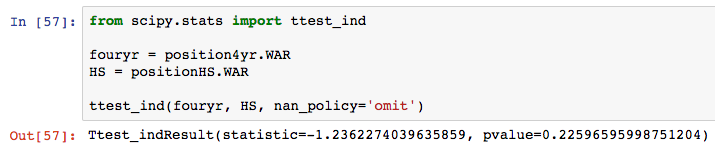 In [57]: from scipy.stats import ttest_ind
fouryr = position4yr.WAR
HS = positionHS.WAR
ttest_ind(fouryr, HS, nan_policy='omit')
Out[57]: Ttest_indResult(statistic=-1.2362274039635859, pvalue=0.22596595998751204)